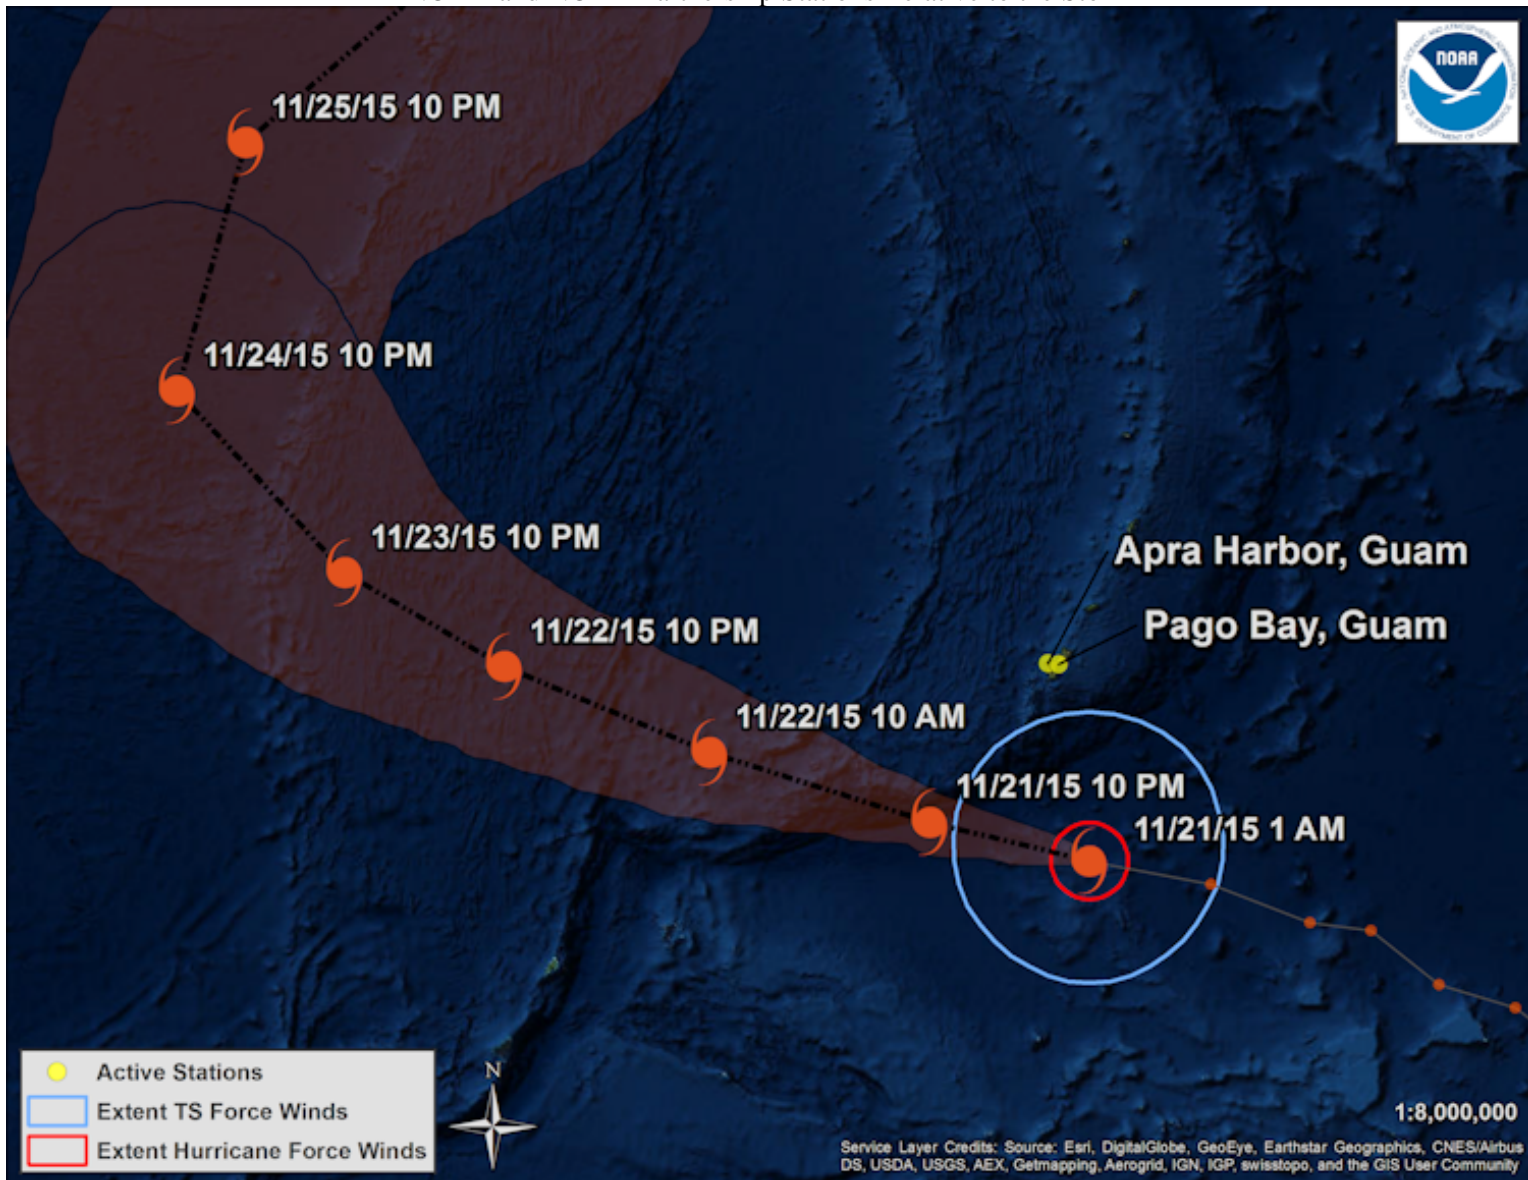 NOAA
11/25/15 10 PM
11/24/15 10 PM
11/23/15 10 PM
Apra Harbor, Guam
11/22/15 10 PM
Pago Bay, Guam
11/22/15 10 AM
11/21/15 10 PM
11/21/15 1 AM
Active Stations
Extent TS Force Winds
Extent Hurricane Force Winds
N
1:8,000,000
Service Layer Credits: Source: Esri, DigitalGlobe, GeoEye, Earthstar Geographics, CNES/Airbus
DS, USDA, USGS, AEX, Getmapping, Aerogrid, IGN, IGP, swisstopo, and the GIS User Community